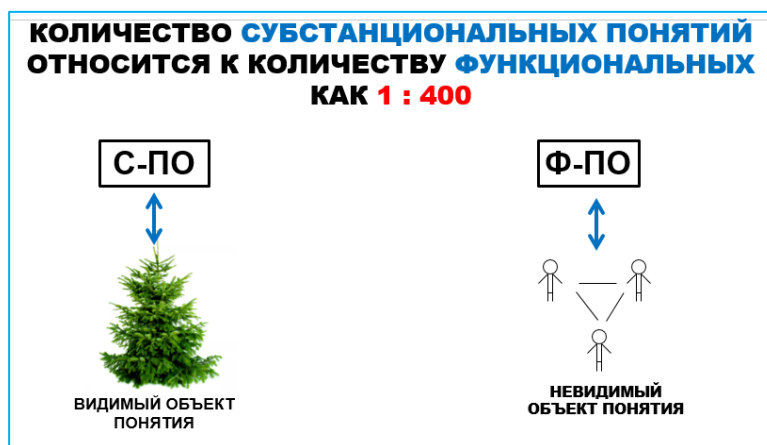 КОЛИЧЕСТВО СУБСТАНЦИОНАЛЬНЫХ ПОНЯТИЙ
ОТНОСИТСЯ К КОЛИЧЕСТВУ ФУНКЦИОНАЛЬНЫХ
КАК 1 : 400
С-ПО
Ф-ПО
ВИДИМЫЙ ОБЪЕКТ
ПОНЯТИЯ
НЕВИДИМЫЙ
ОБЪЕКТ ПОНЯТИЯ